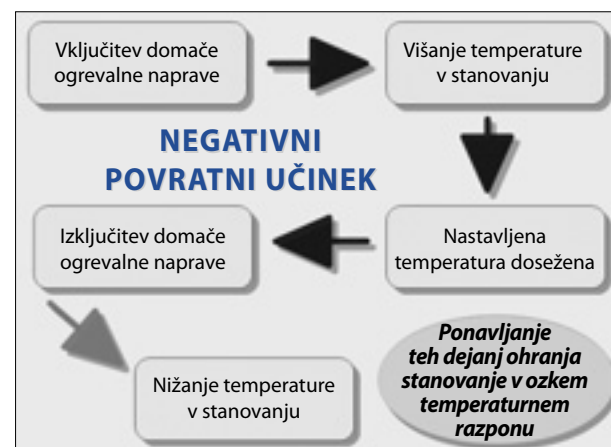 Vključitev domače
ogrevalne naprave
Višanje temperature
v stanovanju
NEGATIVNI
POVRATNI UČINEK
Izključitev domače
ogrevalne naprave
Nastavljena
temperatura dosežena
Nižanje temperature
v stanovanju
Ponavljanje
teh dejanj ohranja
stanovanje v ozkem
temperaturnem
razponu